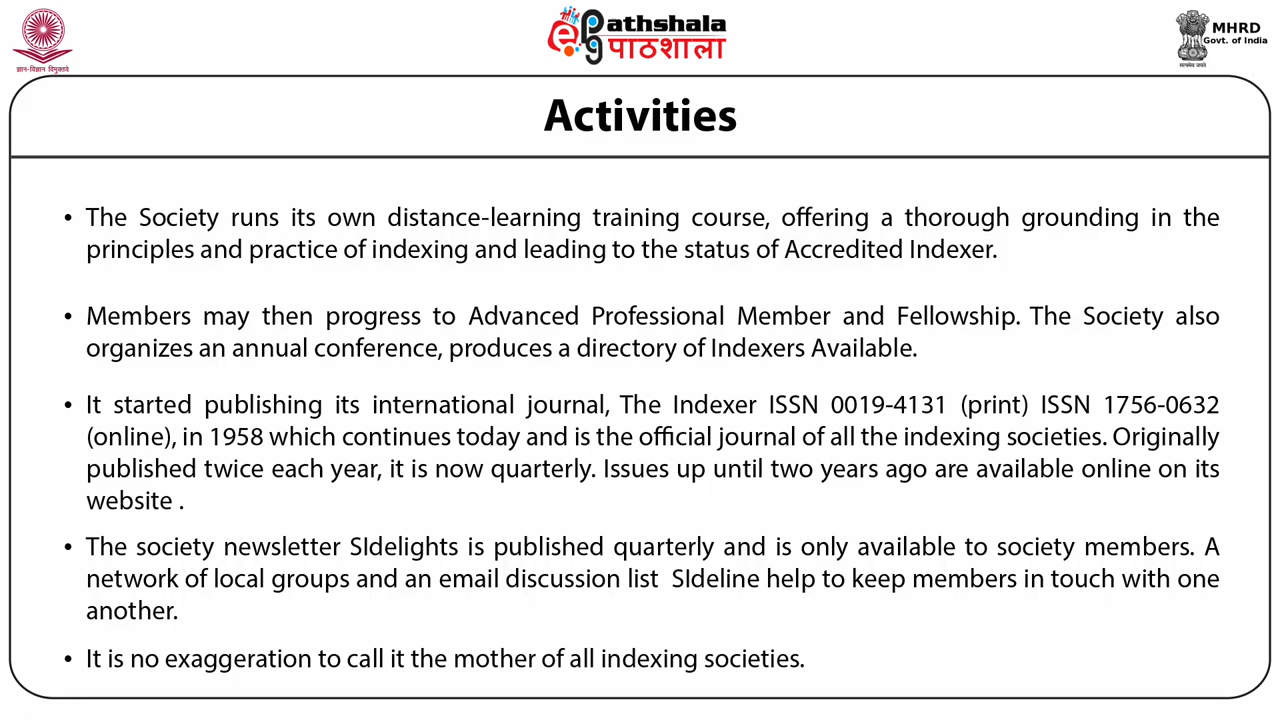 ज्ञान-विज्ञान विमुक्तये
ePathshala
पाठशाला
MHRD
Govt. of India
सत्यमेव जयते
Activities
• The Society runs its own distance-learning training course, offering a thorough grounding in the
principles and practice of indexing and leading to the status of Accredited Indexer.
• Members may then progress to Advanced Professional Member and Fellowship. The Society also
organizes an annual conference, produces a directory of Indexers Available.
• It started publishing its international journal, The Indexer ISSN 0019-4131 (print) ISSN 1756-0632
(online), in 1958 which continues today and is the official journal of all the indexing societies. Originally
published twice each year, it is now quarterly. Issues up until two years ago are available online on its
website .
• The society newsletter SIdelights is published quarterly and is only available to society members. A
network of local groups and an email discussion list  SIdeline help to keep members in touch with one
another.
• It is no exaggeration to call it the mother of all indexing societies.